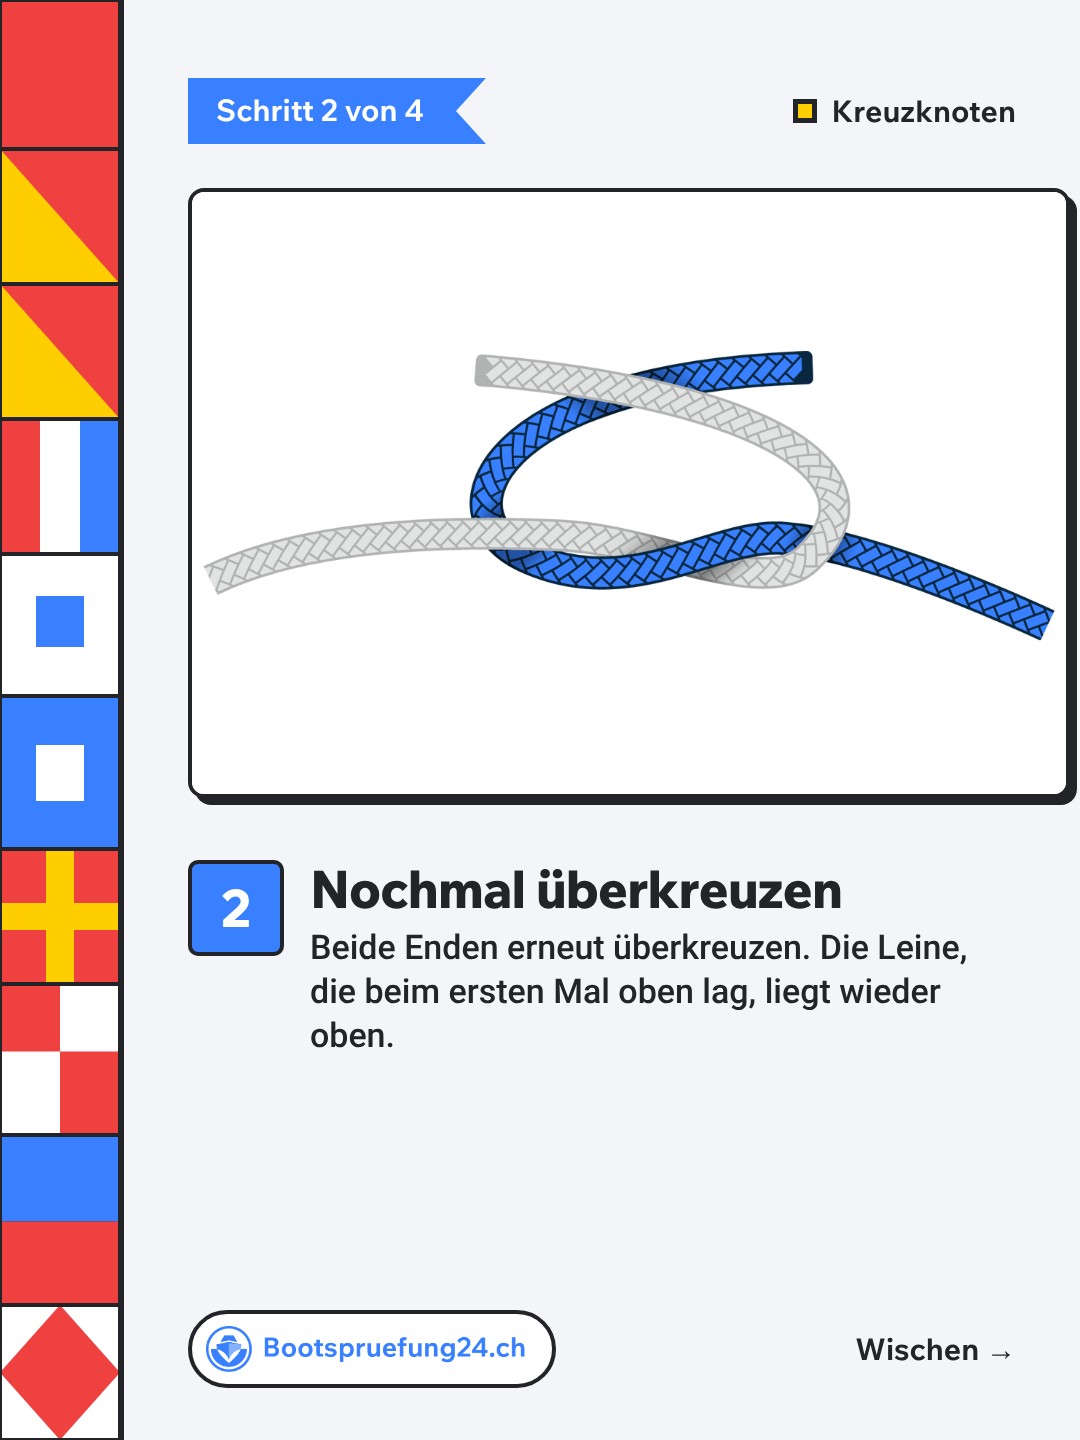 Schritt 2 von 4
Kreuzknoten
2
Nochmal überkreuzen
Beide Enden erneut überkreuzen. Die Leine,
die beim ersten Mal oben lag, liegt wieder
oben.
Bootspruefung24.ch
Wischen →